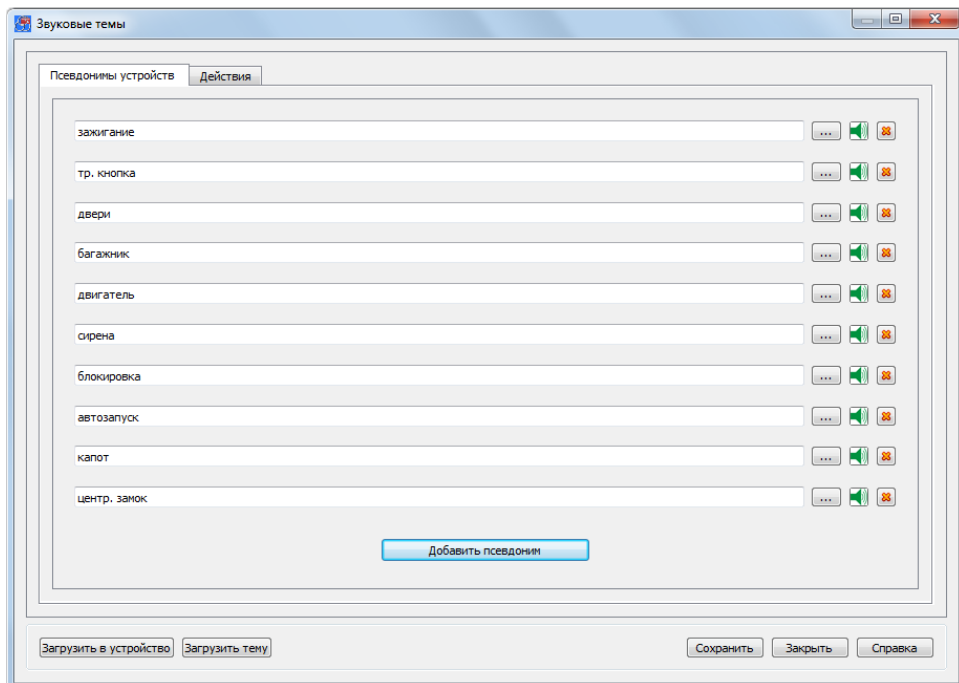 Звуковые темы
Псевдонимы устройств Действия
зажигание ...
тр. кнопка ...
двери ...
багажник ...
двигатель ...
сирена ...
блокировка ...
автозапуск ...
капот ...
центр. замок ...
Добавить псевдоним
Загрузить в устройство Загрузить тему Сохранить Закрыть Справка